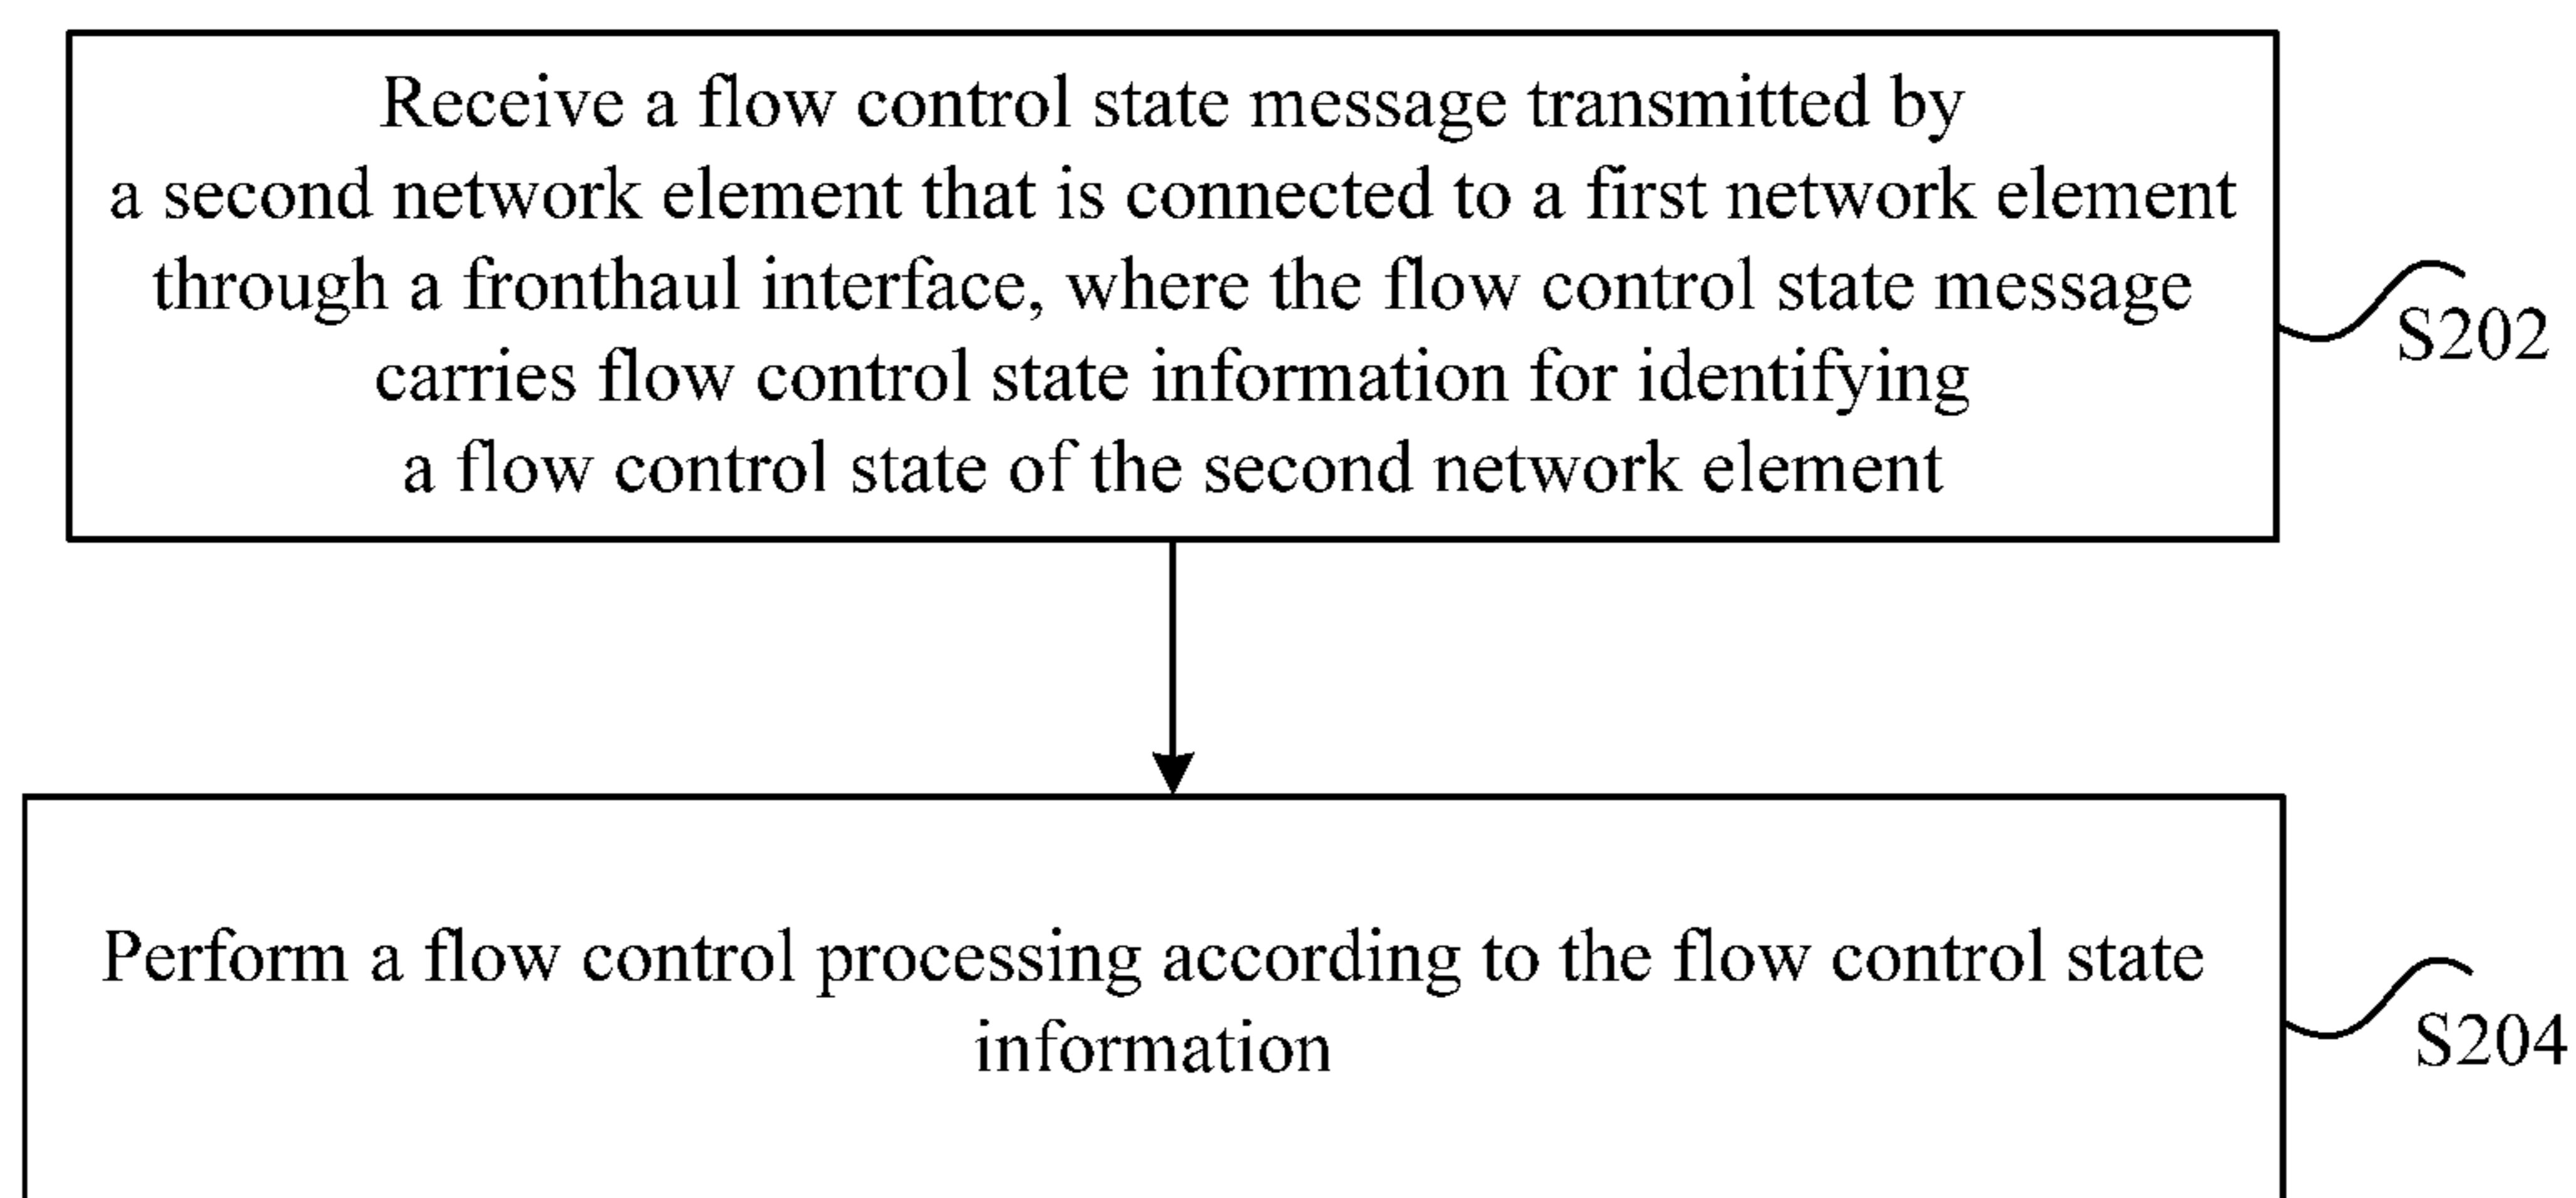 Receive a flow control state message transmitted by
a second network element that is connected to a first network element
through a fronthaul interface, where the flow control state message
carries flow control state information for identifying
a flow control state of the second network element
S202
Perform a flow control processing according to the flow control state
information
S204